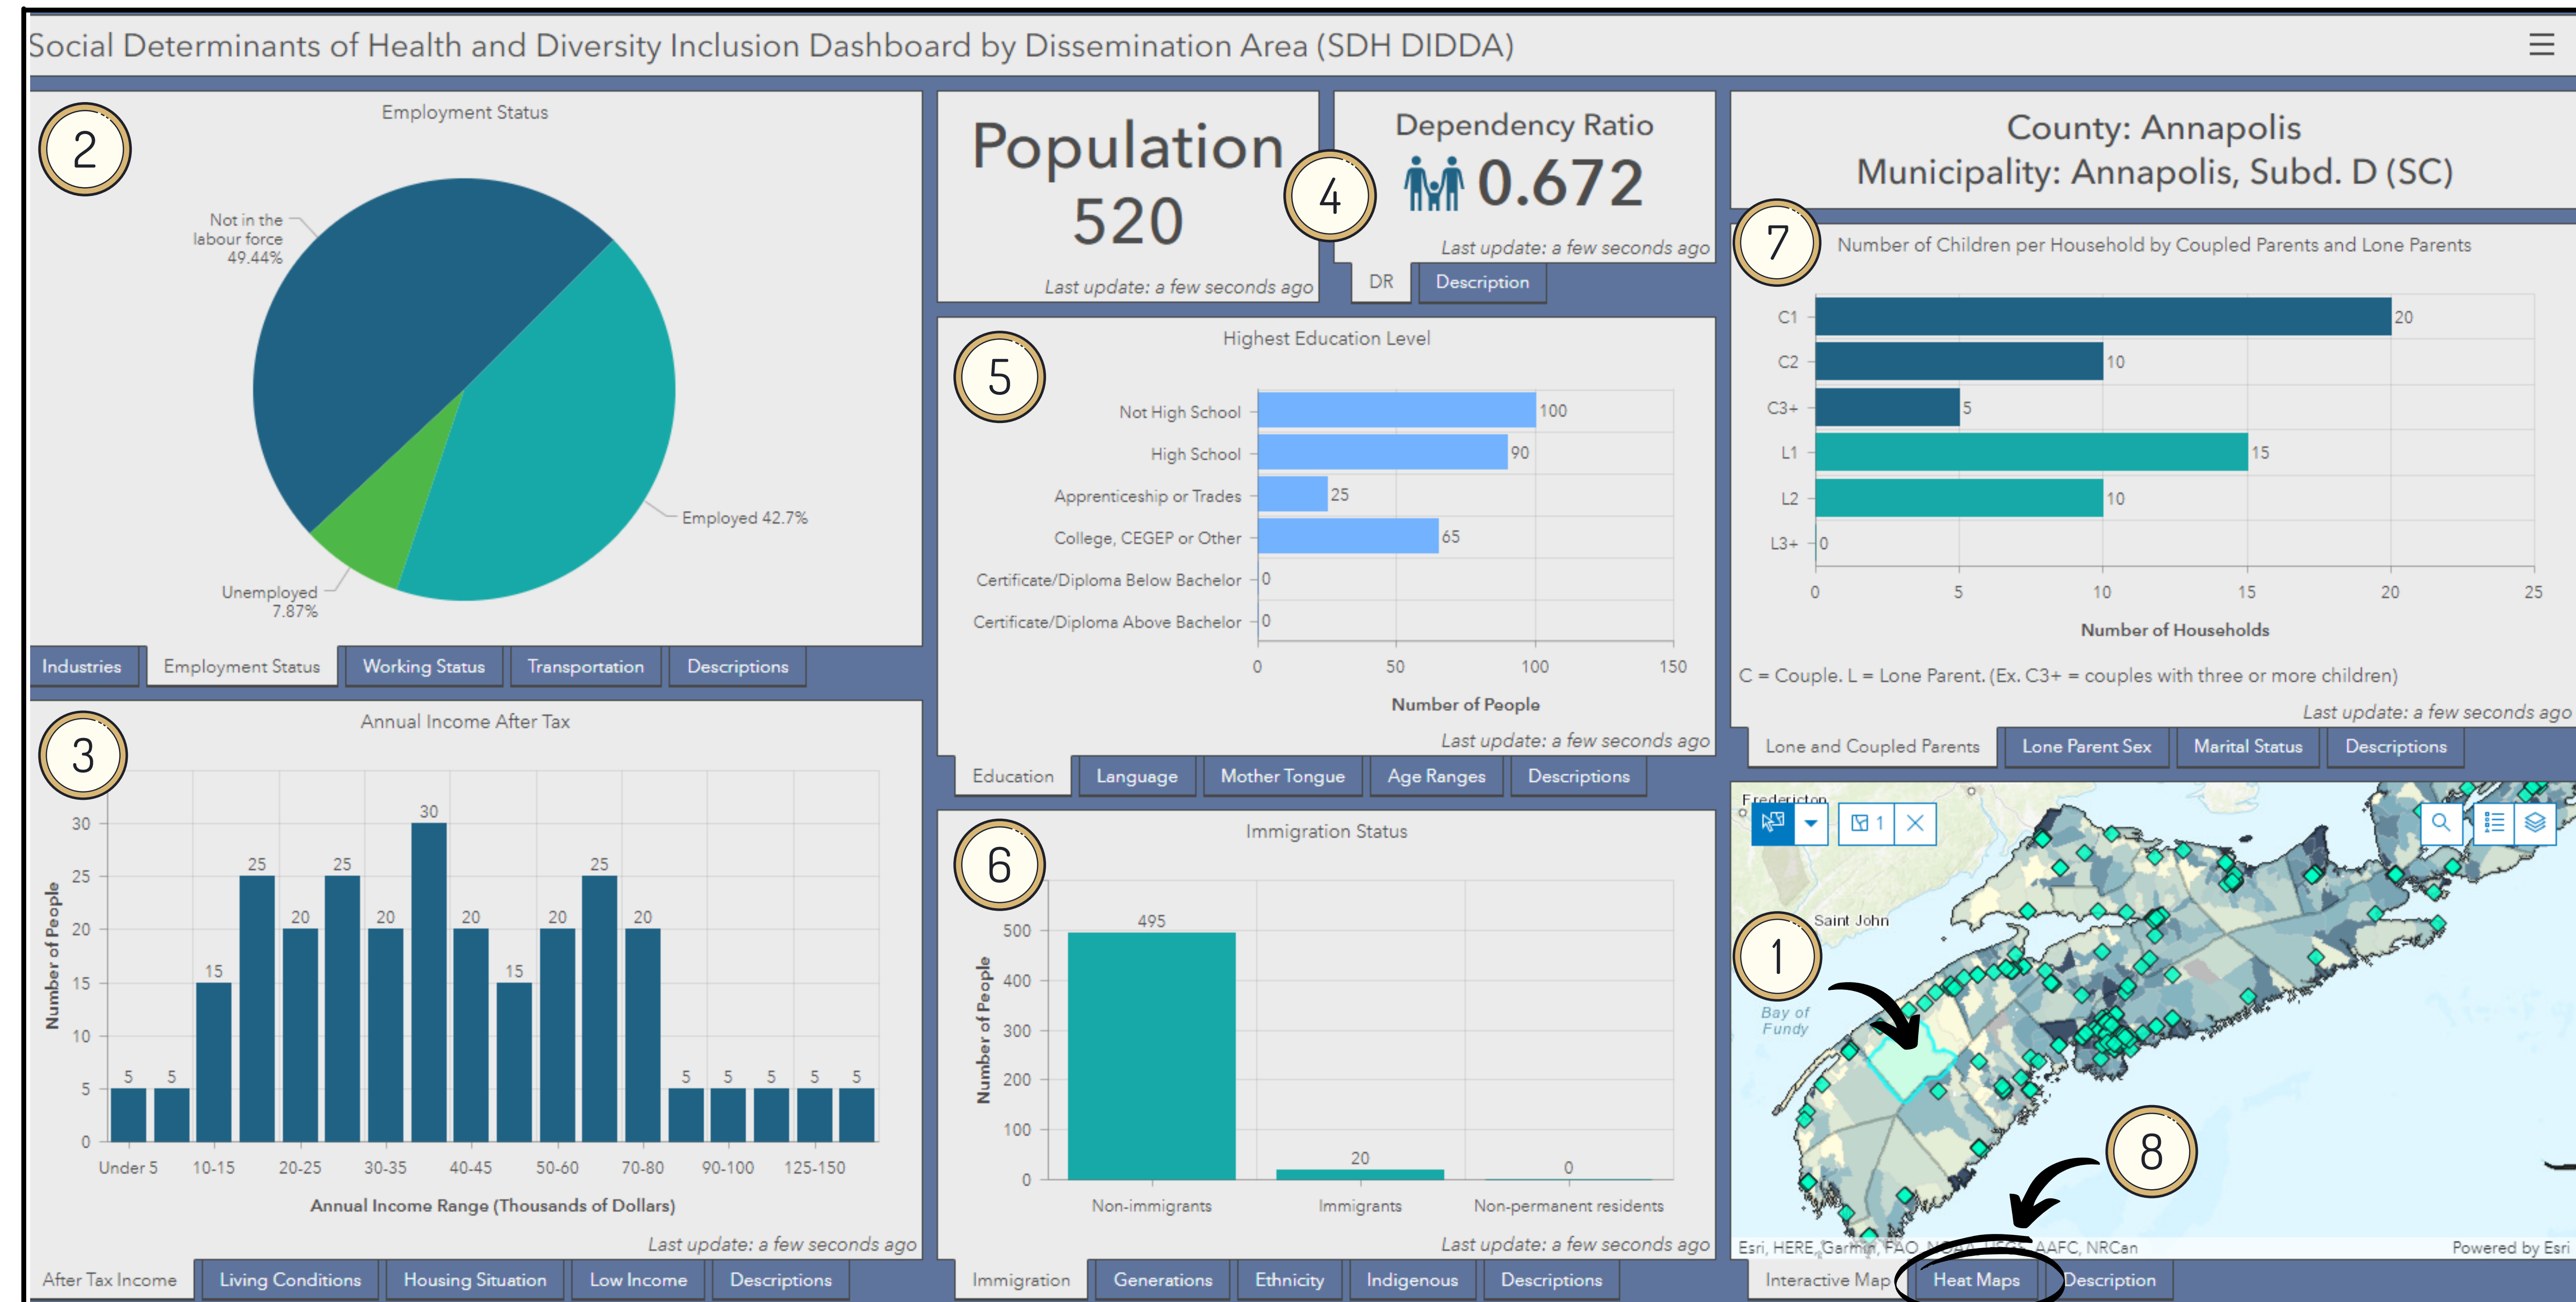 Social Determinants of Health and Diversity Inclusion Dashboard by Dissemination Area (SDH DIDDA)
2
Employment Status
Not in the
labour force
49.44%
Employed 42.7%
Unemployed
7.87%
Industries
Employment Status
Working Status
Transportation
Descriptions
3
Annual Income After Tax
Number of People
30
25
20
15
10
5
0
5
5
15
25
20
25
20
30
20
15
20
25
20
5
5
5
5
5
Under 5
10-15
20-25
30-35
40-45
50-60
70-80
90-100
125-150
Annual Income Range (Thousands of Dollars)
Last update: a few seconds ago
After Tax Income
Living Conditions
Housing Situation
Low Income
Descriptions
Population
520
Last update: a few seconds ago
4
Dependency Ratio
0.672
Last update: a few seconds ago
DR
Description
5
Highest Education Level
Not High School
100
High School
90
Apprenticeship or Trades
25
College, CEGEP or Other
65
Certificate/Diploma Below Bachelor
0
Certificate/Diploma Above Bachelor
0
0
50
100
150
Number of People
Last update: a few seconds ago
Education
Language
Mother Tongue
Age Ranges
Descriptions
6
Immigration Status
Number of People
500
400
300
200
100
0
495
20
0
Non-immigrants
Immigrants
Non-permanent residents
Last update: a few seconds ago
Immigration
Generations
Ethnicity
Indigenous
Descriptions
County: Annapolis
Municipality: Annapolis, Subd. D (SC)
7
Number of Children per Household by Coupled Parents and Lone Parents
C1
20
C2
10
C3+
5
L1
15
L2
10
L3+
0
0
5
10
15
20
25
Number of Households
C = Couple. L = Lone Parent. (Ex. C3+ = couples with three or more children)
Last update: a few seconds ago
Lone and Coupled Parents
Lone Parent Sex
Marital Status
Descriptions
Fredericton
1
Saint John
1
Bay of
Fundy
8
Esri, HERE, Garmin, FAO, NOAA, USGS, AAFC, NRCan
Powered by Esri
Interactive Map
Heat Maps
Description